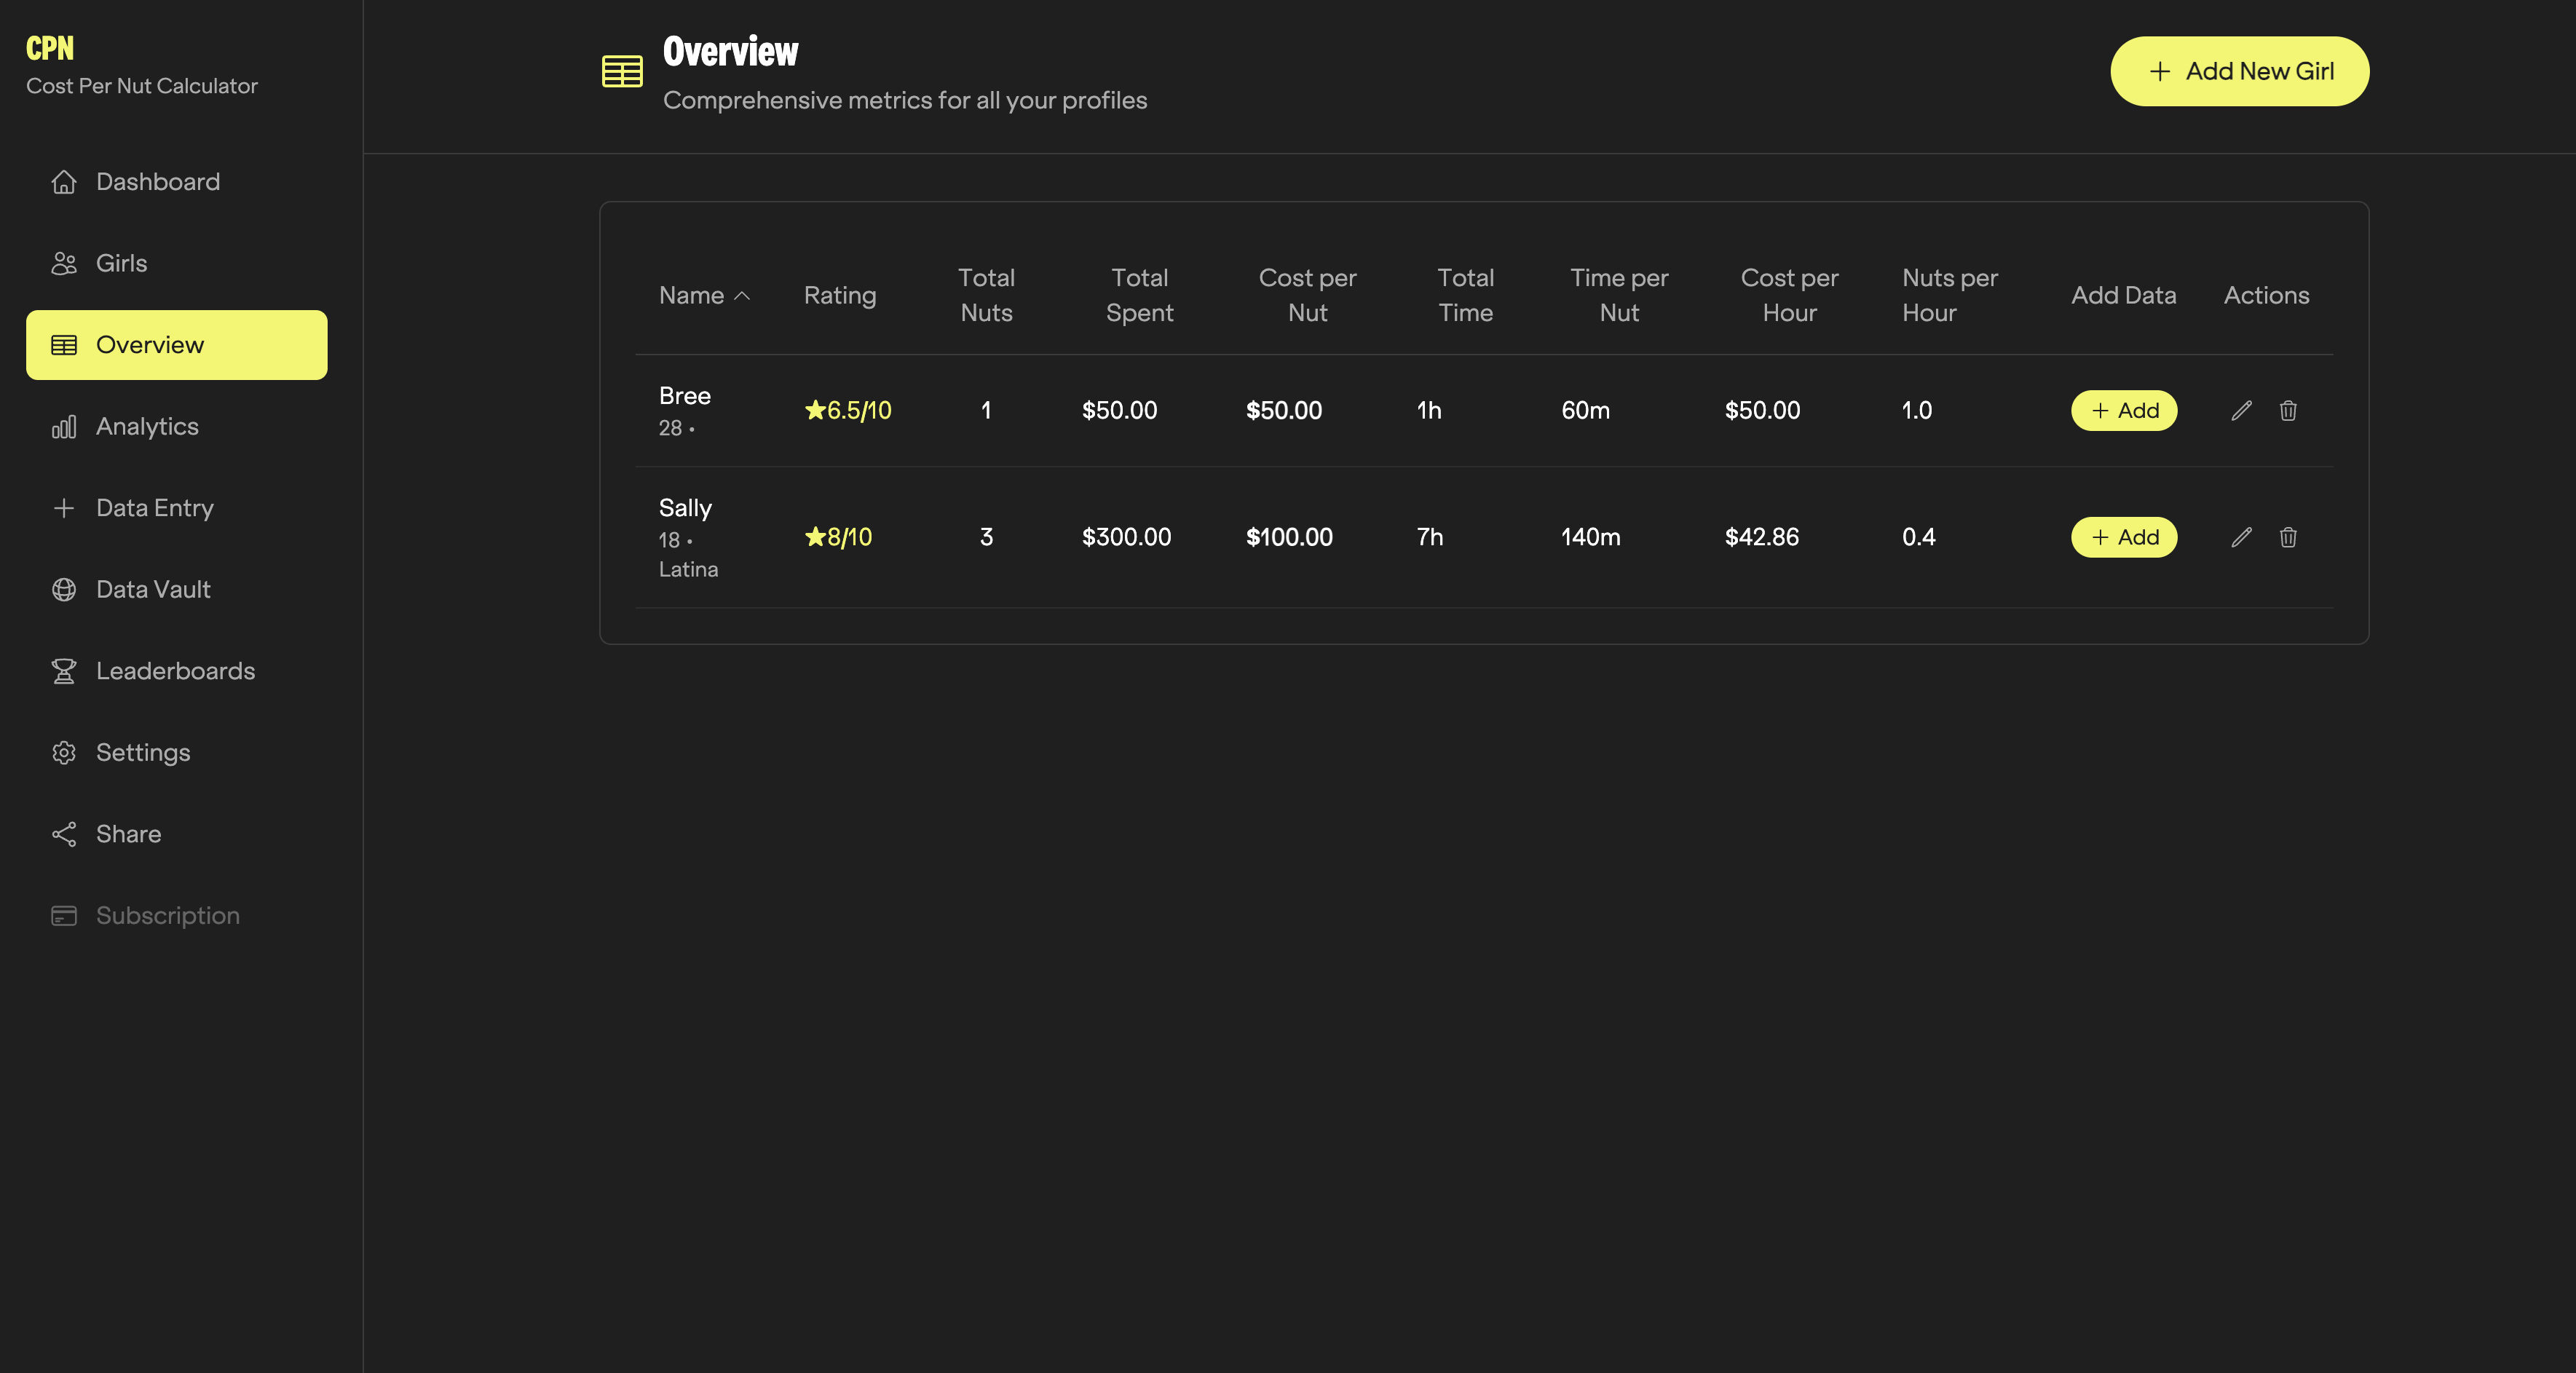 CPN
Cost Per Nut Calculator
Dashboard
Girls
Overview
Analytics
Data Entry
Data Vault
Leaderboards
Settings
Share
Subscription
Overview
Comprehensive metrics for all your profiles
+ Add New Girl
Name Rating Total Nuts Total Spent Cost per Nut Total Time Time per Nut Cost per Hour Nuts per Hour Add Data Actions
Bree ★6.5/10 1 $50.00 $50.00 1h 60m $50.00 1.0 + Add
28 •
Sally ★8/10 3 $300.00 $100.00 7h 140m $42.86 0.4 + Add
18 •
Latina